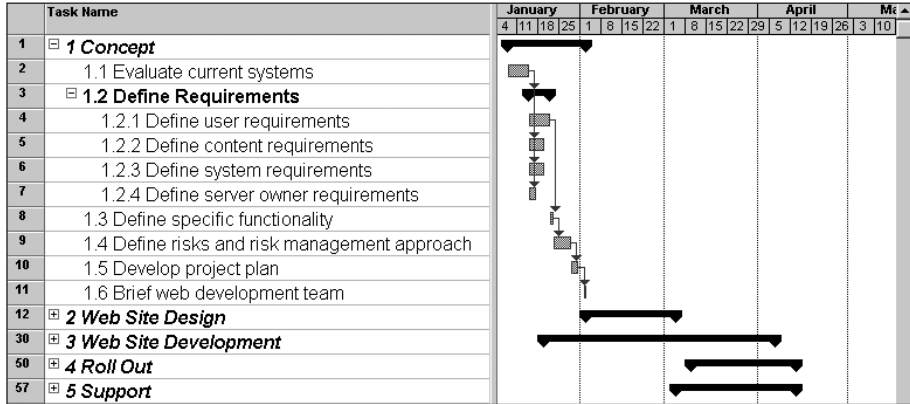 Task Name January February March April Ma
4 11 18 25 1 8 15 22 1 8 15 22 29 5 12 19 26 3 10
1 1 Concept
2 1.1 Evaluate current systems
3 1.2 Define Requirements
4 1.2.1 Define user requirements
5 1.2.2 Define content requirements
6 1.2.3 Define system requirements
7 1.2.4 Define server owner requirements
8 1.3 Define specific functionality
9 1.4 Define risks and risk management approach
10 1.5 Develop project plan
11 1.6 Brief web development team
12 2 Web Site Design
30 3 Web Site Development
50 4 Roll Out
57 5 Support